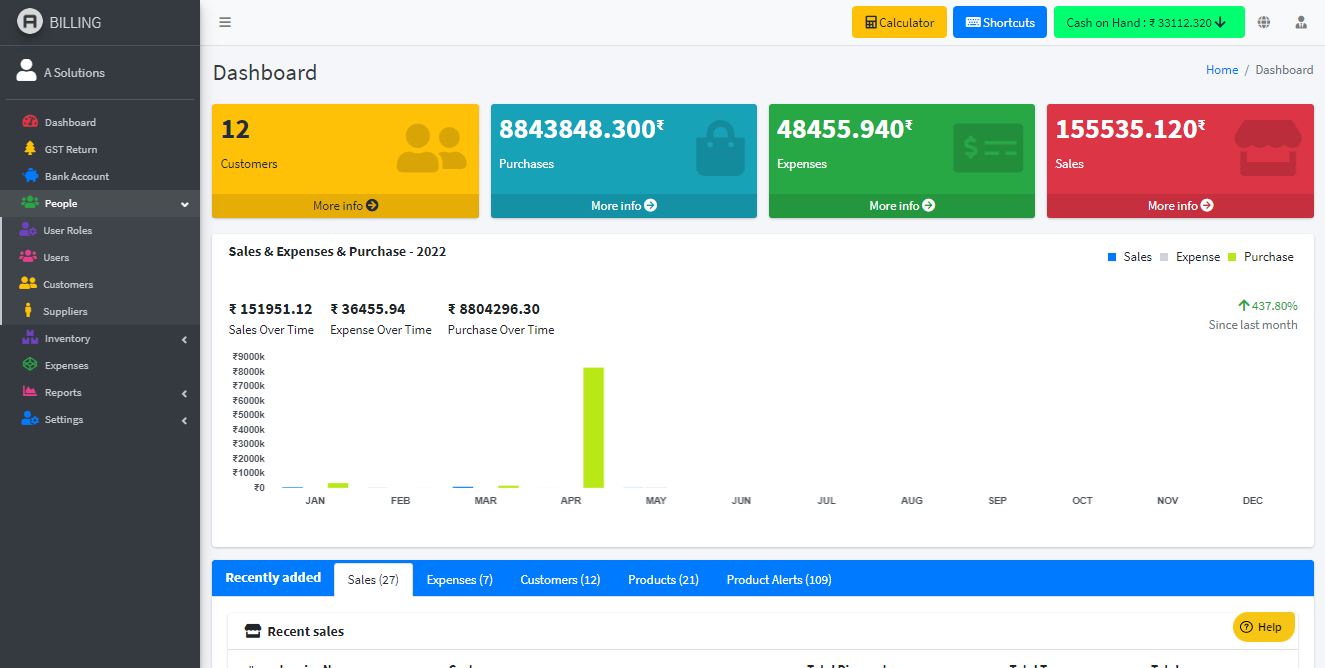 A BILLING
Calculator
Shortcuts
Cash on Hand : ₹ 33112.320
A Solutions
Dashboard
GST Return
Bank Account
People
User Roles
Users
Customers
Suppliers
Inventory
Expenses
Reports
Settings
Dashboard
Home / Dashboard
12
Customers
More info
8843848.300₹
Purchases
More info
48455.940₹
Expenses
More info
155535.120₹
Sales
More info
Sales & Expenses & Purchase - 2022
Sales Expense Purchase
₹ 151951.12 ₹ 36455.94 ₹ 8804296.30
Sales Over Time Expense Over Time Purchase Over Time
437.80%
Since last month
₹9000k
₹8000k
₹7000k
₹6000k
₹5000k
₹4000k
₹3000k
₹2000k
₹1000k
₹0
JAN FEB MAR APR MAY JUN JUL AUG SEP OCT NOV DEC
Recently added Sales (27) Expenses (7) Customers (12) Products (21) Product Alerts (109)
Recent sales
Help